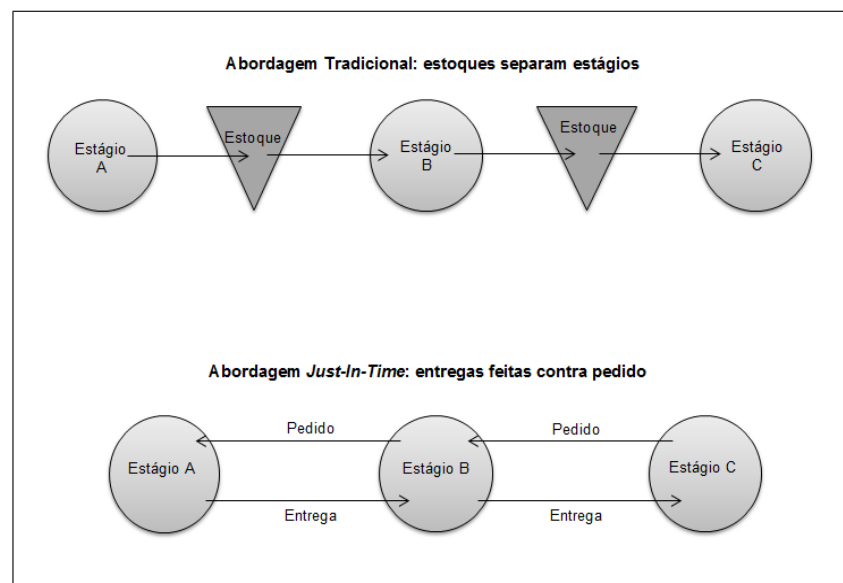 Abordagem Tradicional: estoques separam estágios
Estágio
A
Estoque
Estágio
B
Estoque
Estágio
C
Abordagem Just-In-Time: entregas feitas contra pedido
Pedido
Pedido
Estágio A
Estágio B
Estágio C
Entrega
Entrega